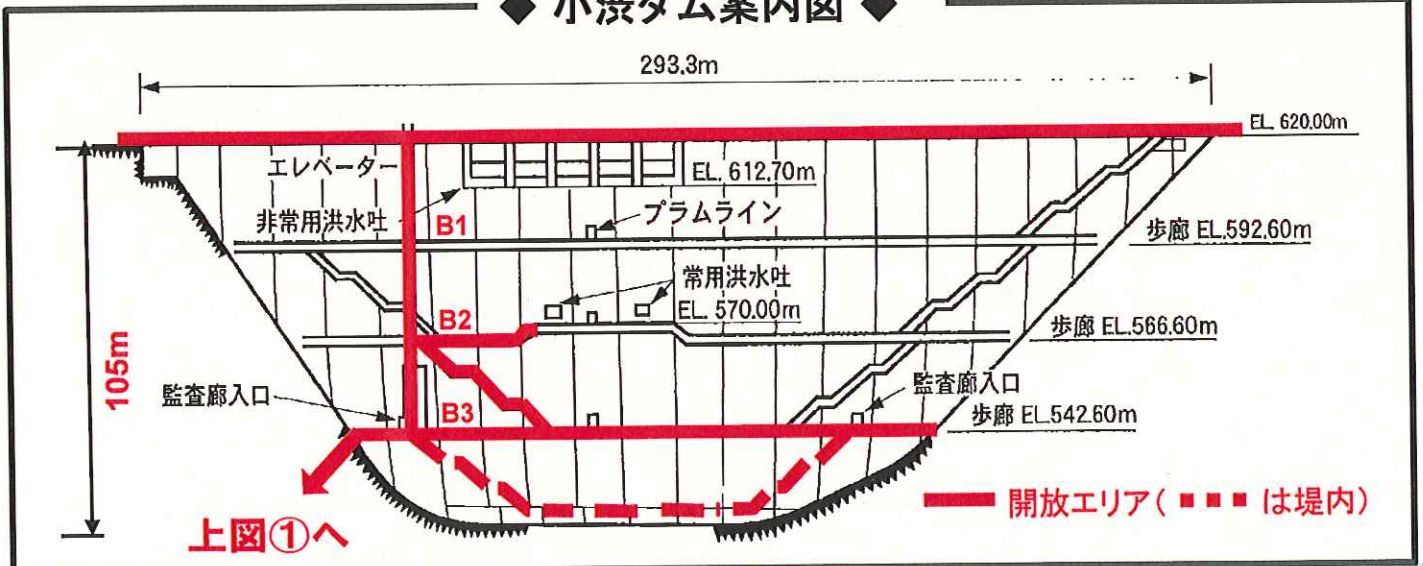 ◆ 小渋ダム案内図 ◆
293.3m
EL. 620.00m
エレベーター
EL. 612.70m
非常用洪水吐
B1
プラムライン
歩廊 EL.592.60m
常用洪水吐
EL. 570.00m
B2
歩廊 EL.566.60m
105m
監査廊入口
監査廊入口
B3
歩廊 EL.542.60m
開放エリア( ■ ■ ■ は堤内)
上図①へ